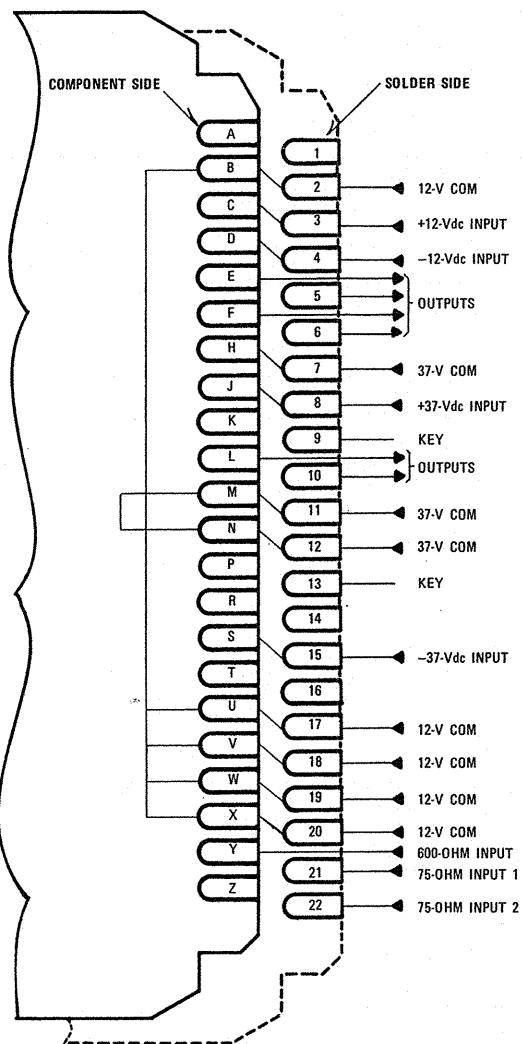 COMPONENT SIDE
SOLDER SIDE
A
1
B
2 12-V COM
C
3 +12-Vdc INPUT
D
4 −12-Vdc INPUT
E
5 OUTPUTS
F
6
H
7 37-V COM
J
8 +37-Vdc INPUT
K
9 KEY
L
10 OUTPUTS
M
11 37-V COM
N
12 37-V COM
P
13 KEY
R
14
S
15 −37-Vdc INPUT
T
16
U
17 12-V COM
V
18 12-V COM
W
19 12-V COM
X
20 12-V COM
Y 600-OHM INPUT
21 75-OHM INPUT 1
Z
22 75-OHM INPUT 2